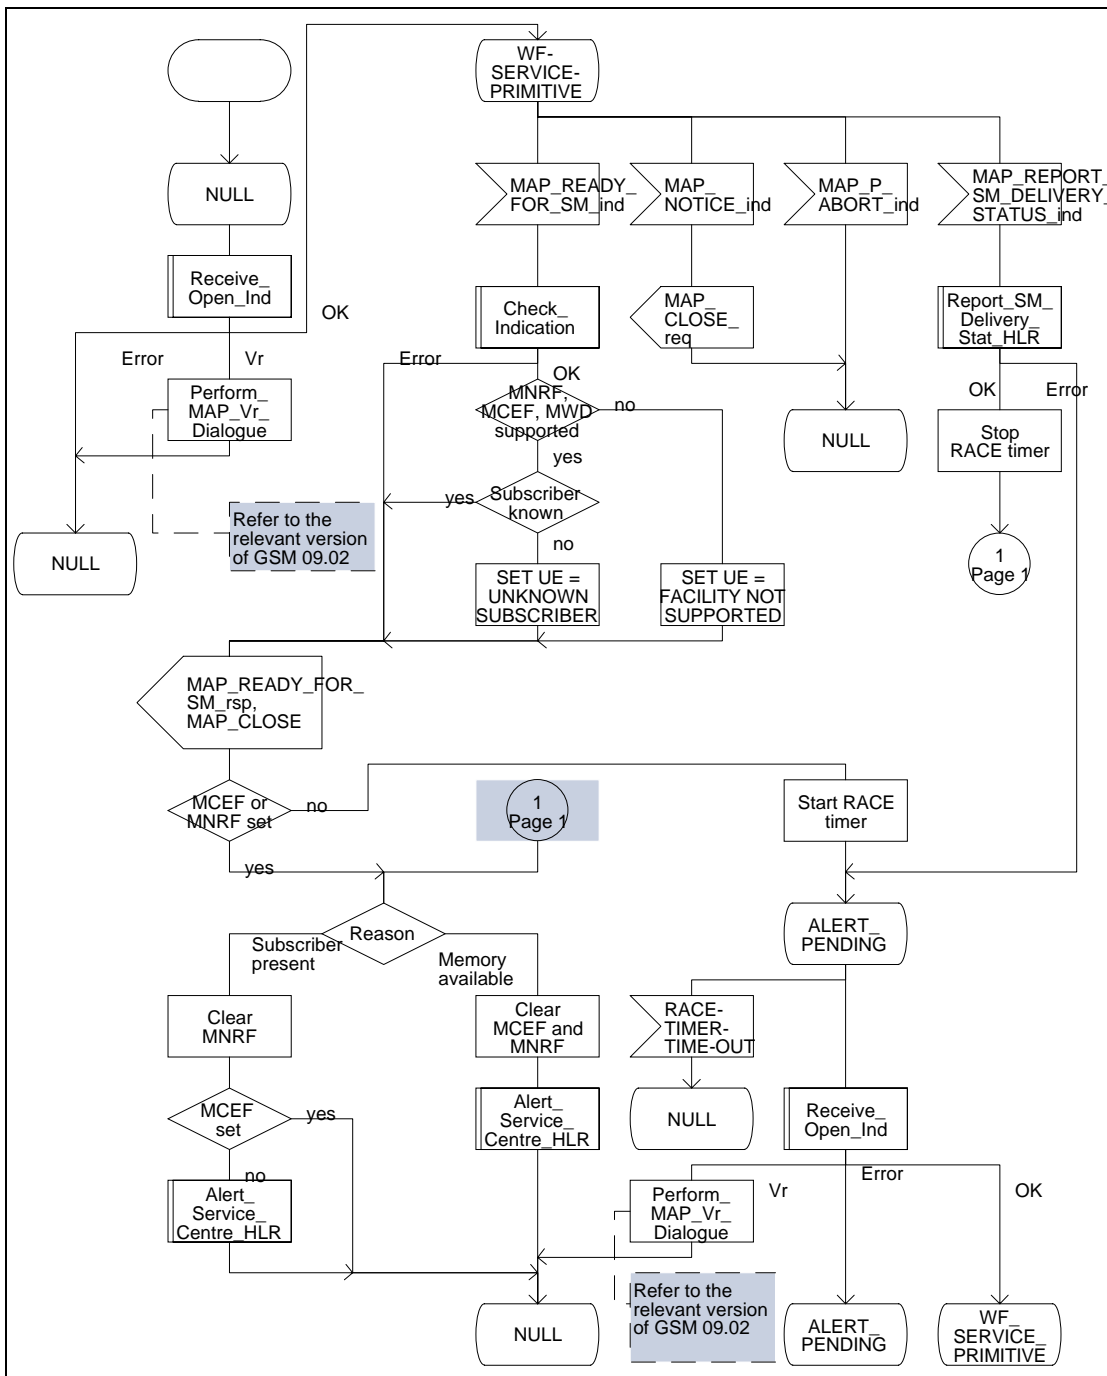 WF-
SERVICE-
PRIMITIVE
NULL
MAP_READY_
FOR_SM_ind
MAP_
NOTICE_ind
MAP_P_
ABORT_ind
MAP_REPORT_
SM_DELIVERY_
STATUS_ind
Receive_
Open_Ind
OK
Check_
Indication
MAP_
CLOSE_
req
Report_SM_
Delivery_
Stat_HLR
Error
Vr
Error
OK
OK
Error
Perform_
MAP_Vr_
Dialogue
MNRF,
MCEF, MWD
supported
no
NULL
Stop
RACE timer
yes
yes
Subscriber
known
Refer to the
relevant version
of GSM 09.02
NULL
no
1
Page 1
SET UE =
UNKNOWN
SUBSCRIBER
SET UE =
FACILITY NOT
SUPPORTED
MAP_READY_FOR_
SM_rsp,
MAP_CLOSE
MCEF or
MNRF set
no
1
Page 1
Start RACE
timer
yes
Reason
ALERT_
PENDING
Subscriber
present
Memory
available
Clear
MNRF
Clear
MCEF and
MNRF
RACE-
TIMER-
TIME-OUT
MCEF
set
yes
Alert_
Service_
Centre_HLR
NULL
Receive_
Open_Ind
no
Alert_
Service_
Centre_HLR
Perform_
MAP_Vr_
Dialogue
Vr
Error
OK
NULL
Refer to the
relevant version
of GSM 09.02
ALERT_
PENDING
WF_
SERVICE_
PRIMITIVE